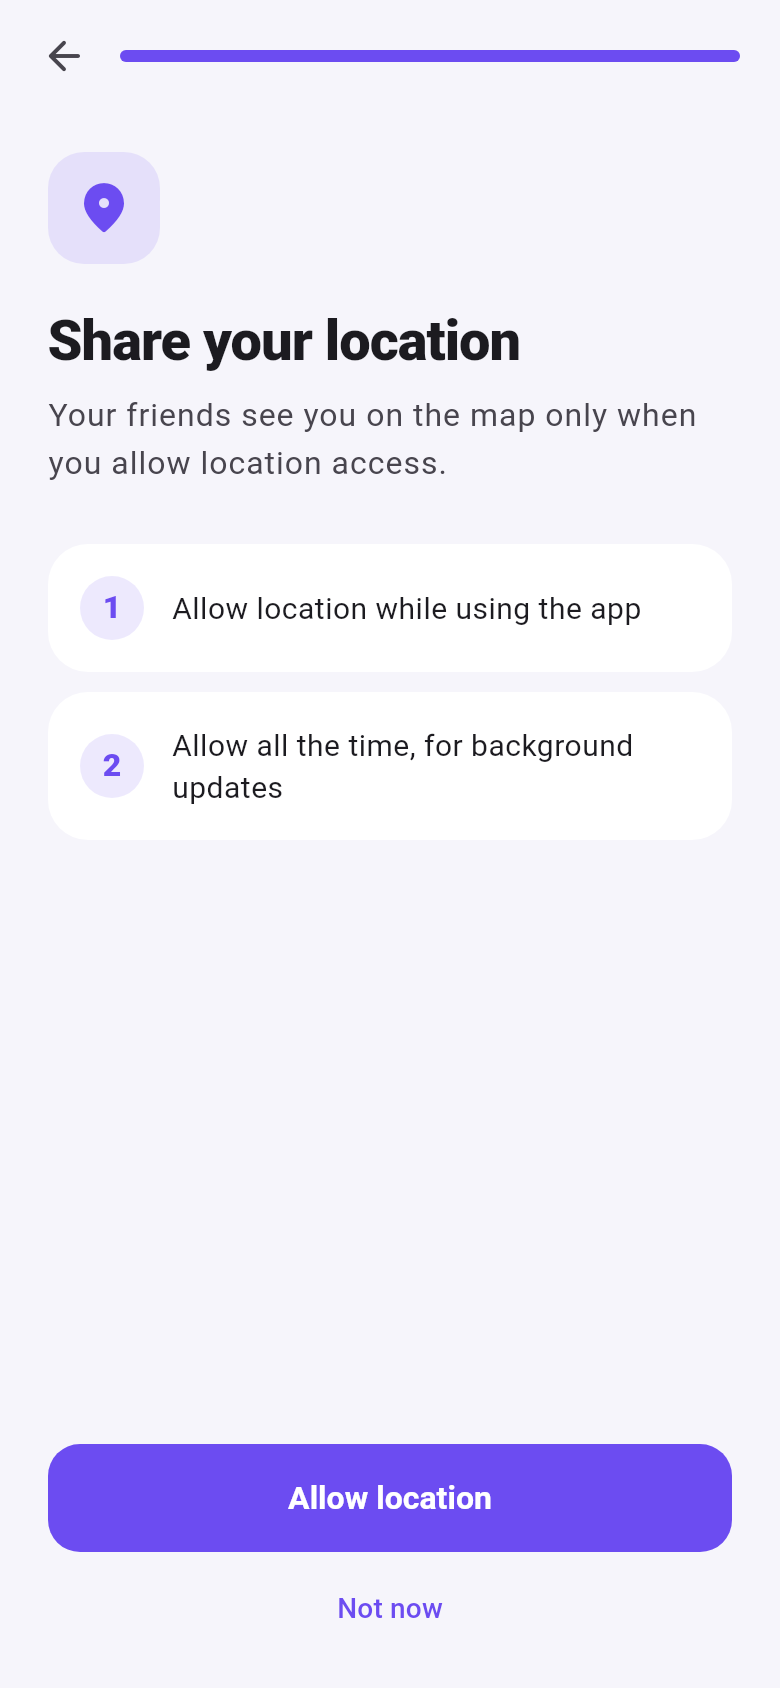 Share your location
Your friends see you on the map only when
you allow location access.
1 Allow location while using the app
2 Allow all the time, for background
updates
Allow location
Not now